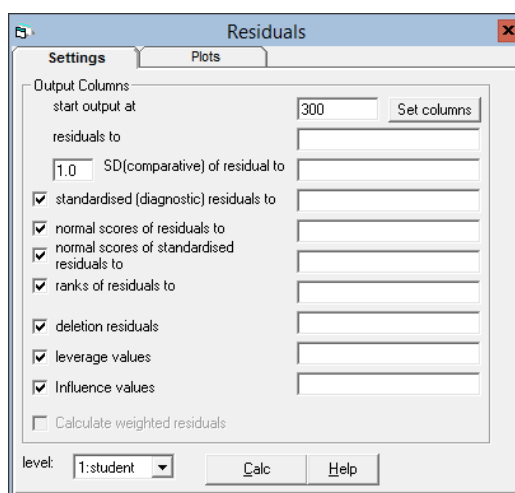 Residuals
Settings Plots
Output Columns
start output at 300 Set columns
residuals to
1.0 SD(comparative) of residual to
standardised (diagnostic) residuals to
normal scores of residuals to
normal scores of standardised
residuals to
ranks of residuals to
deletion residuals
leverage values
Influence values
Calculate weighted residuals
level: 1:student Calc Help